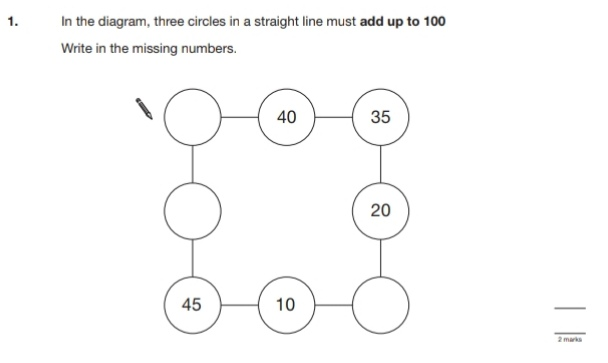 1. In the diagram, three circles in a straight line must add up to 100
Write in the missing numbers.
40 35
20
45 10
2 marks